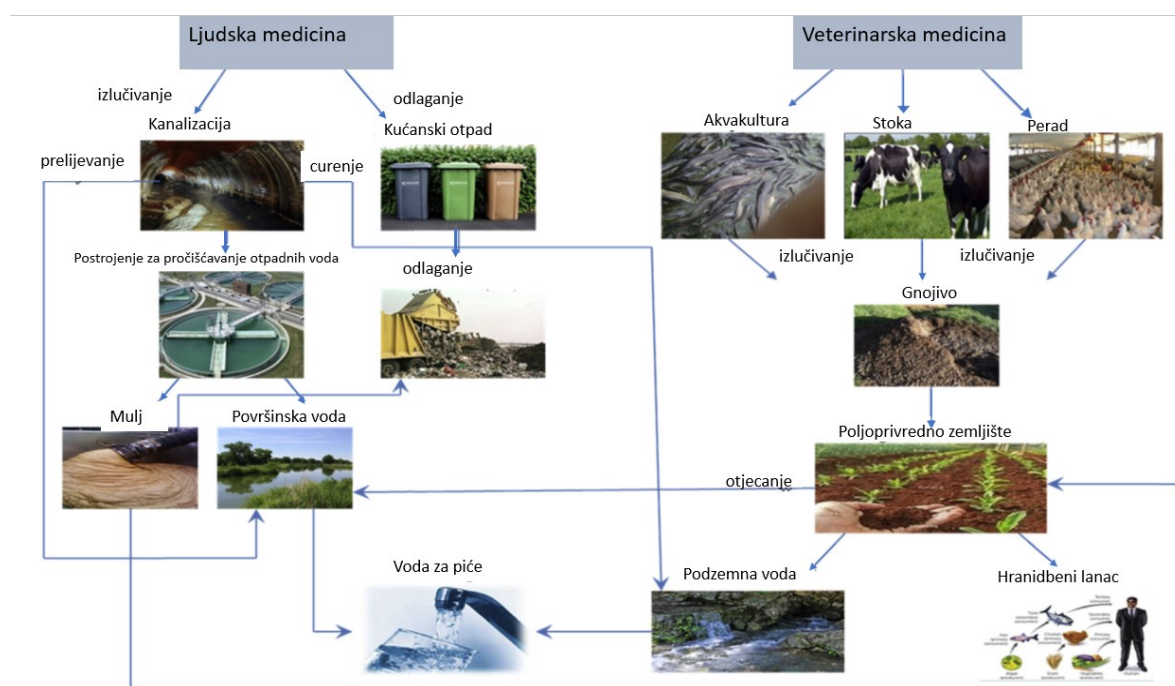 Ljudska medicina
Veterinarska medicina
izlučivanje
odlaganje
Kanalizacija
Kućanski otpad
Akvakultura
Stoka
Perad
prelijevanje
curenje
Postrojenje za pročišćavanje otpadnih voda
odlaganje
izlučivanje
izlučivanje
Gnojivo
Mulj
Površinska voda
Poljoprivredno zemljište
otjecanje
Voda za piće
Podzemna voda
Hranidbeni lanac